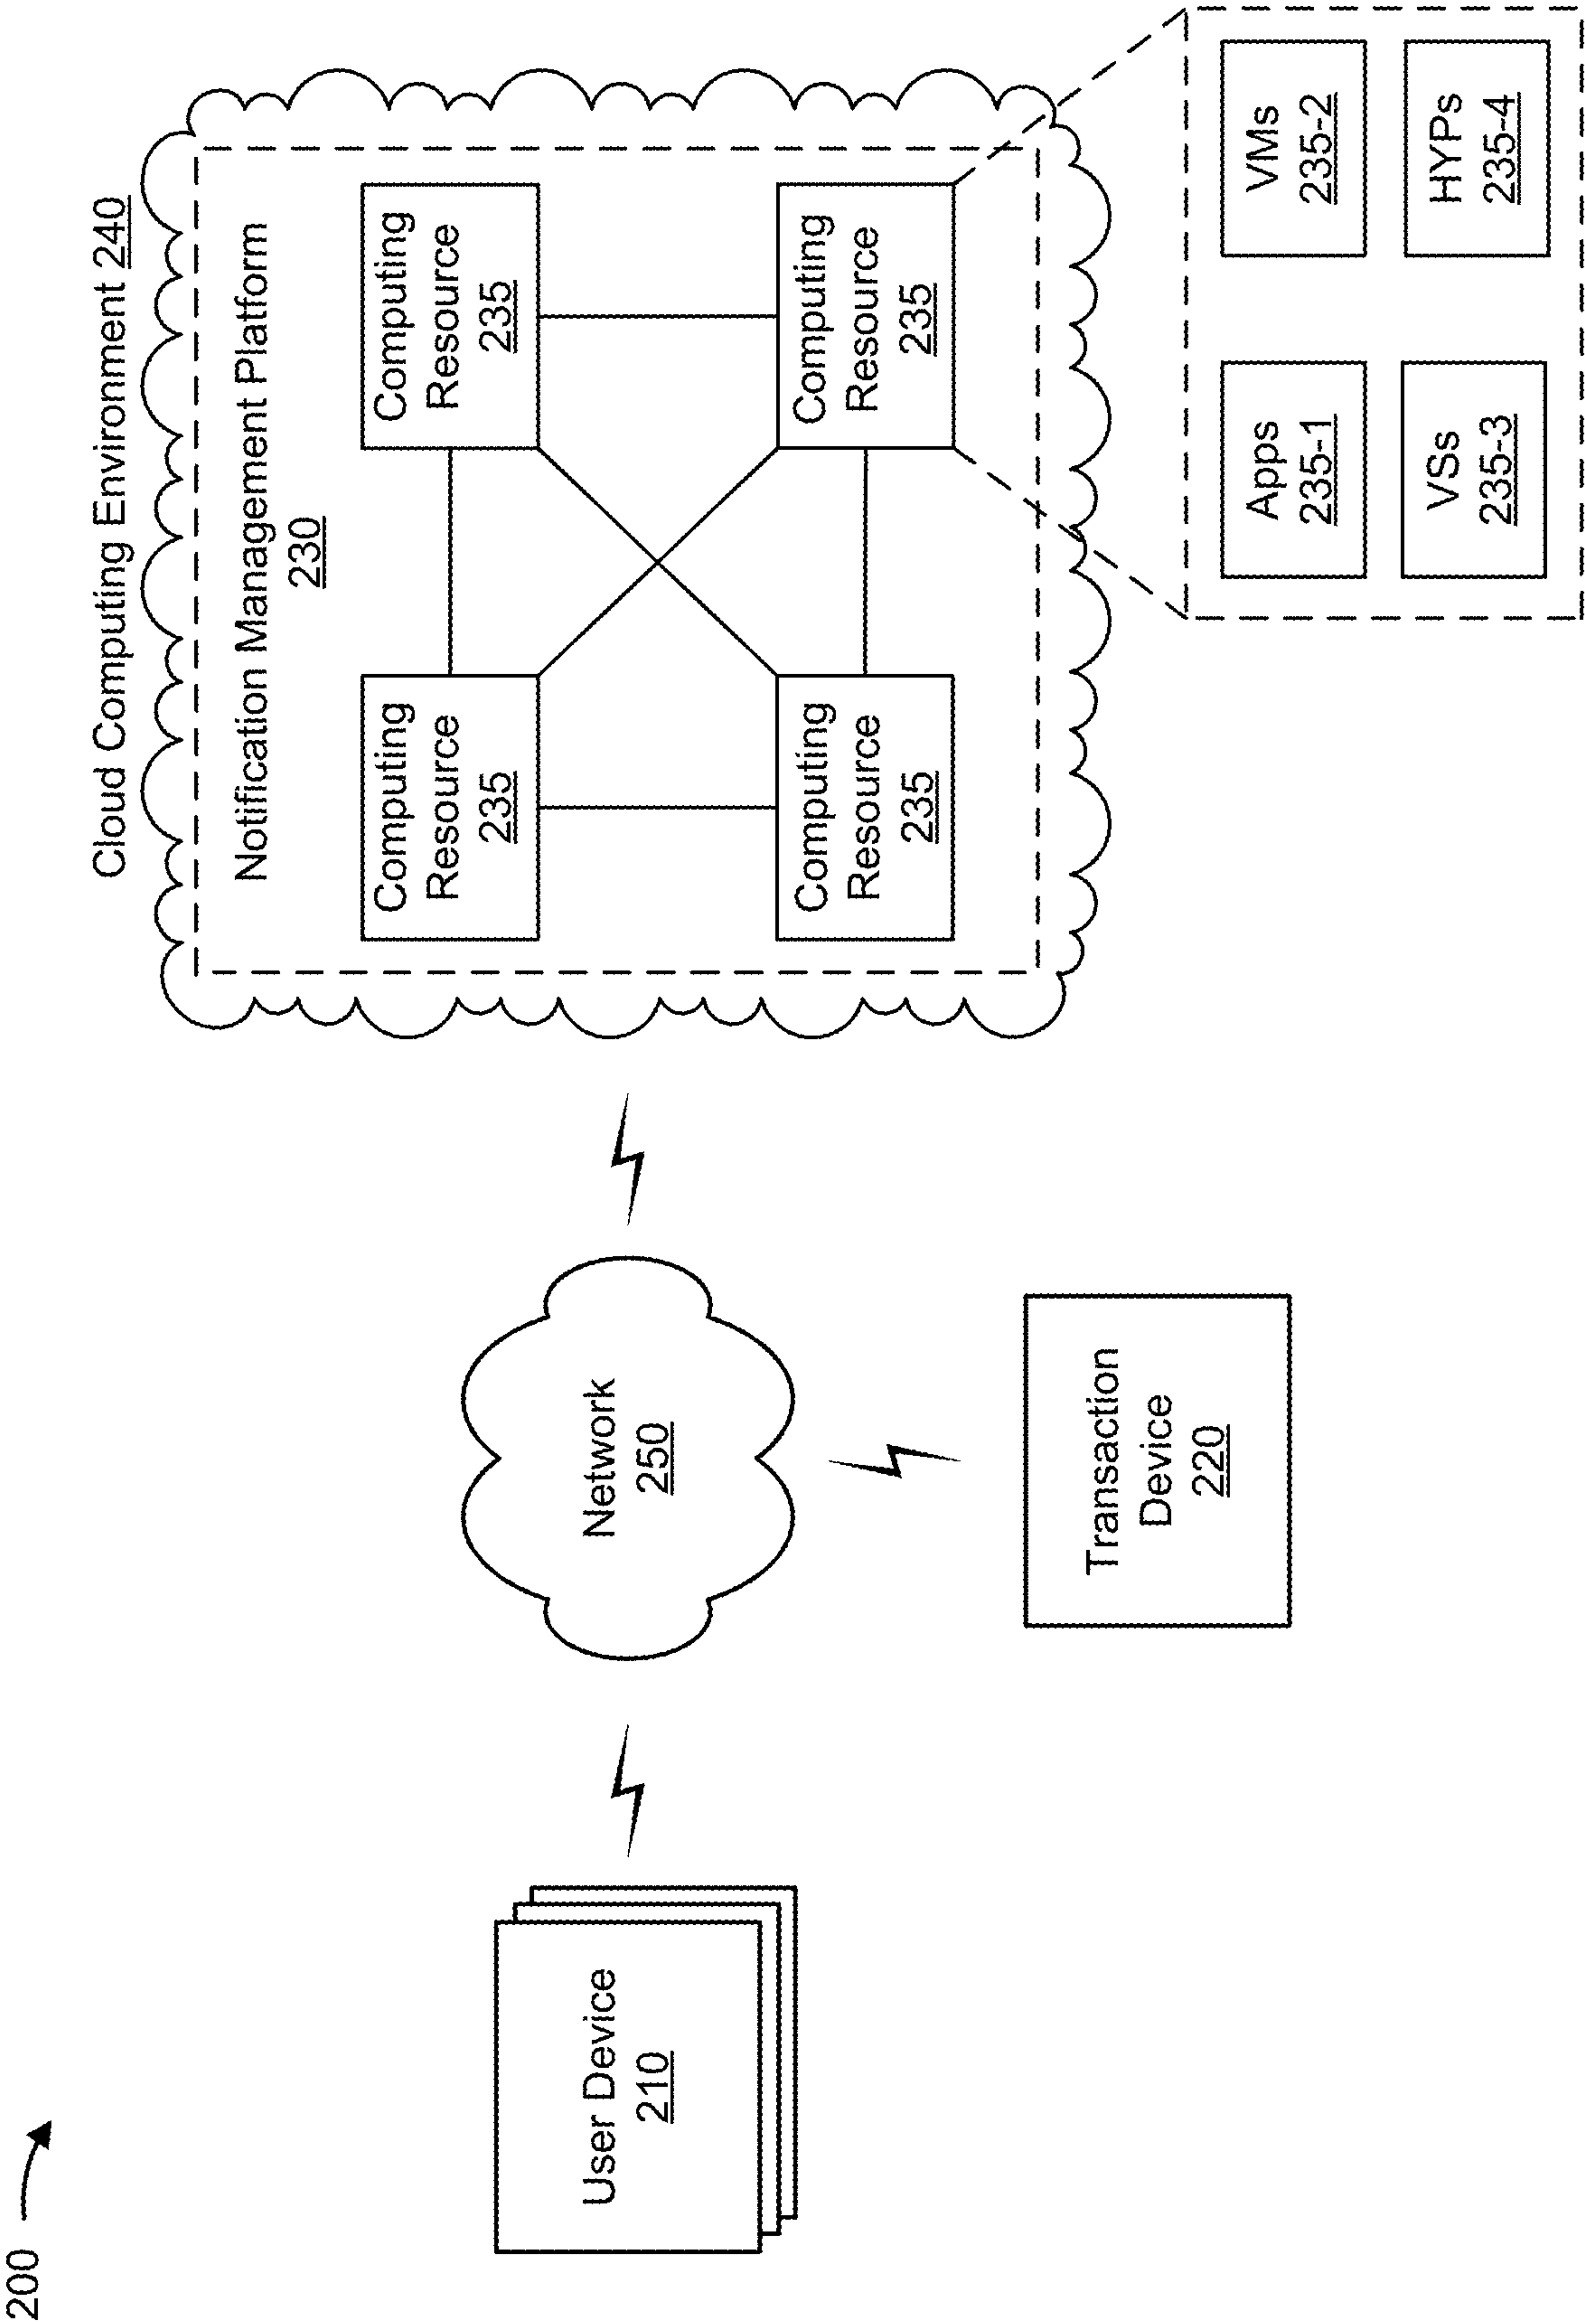 200
Cloud Computing Environment 240
Notification Management Platform
230
Computing
Resource
235
Computing
Resource
235
Computing
Resource
235
Computing
Resource
235
User Device
210
Network
250
Transaction
Device
220
Apps
235-1
VMs
235-2
VSs
235-3
HYPs
235-4